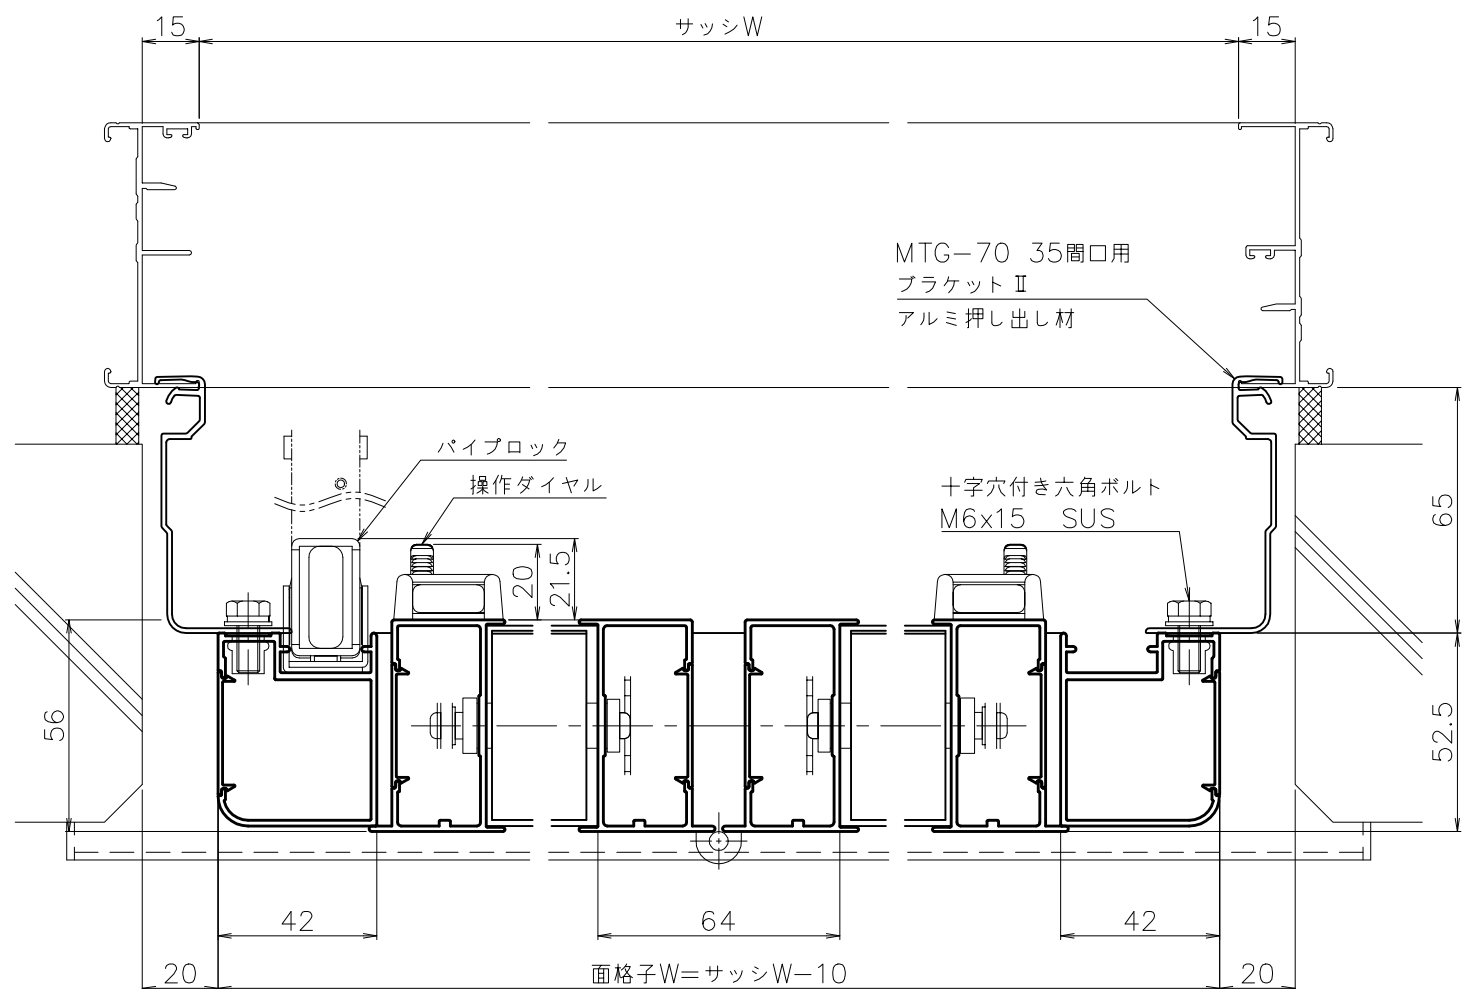 15
サッシW
15
MTG-70 35間口用
ブラケットⅡ
アルミ押し出し材
パイプロック
操作ダイヤル
十字穴付き六角ボルト
M6x15 SUS
20
21.5
65
56
52.5
42
64
42
20
面格子W=サッシW-10
20